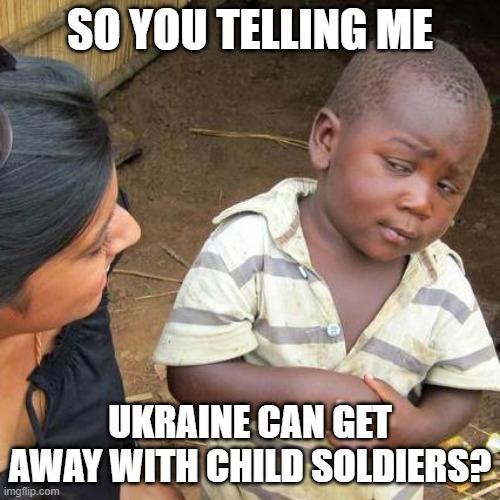 SO YOU TELLING ME
UKRAINE CAN GET
AWAY WITH CHILD SOLDIERS?
imgflip.com